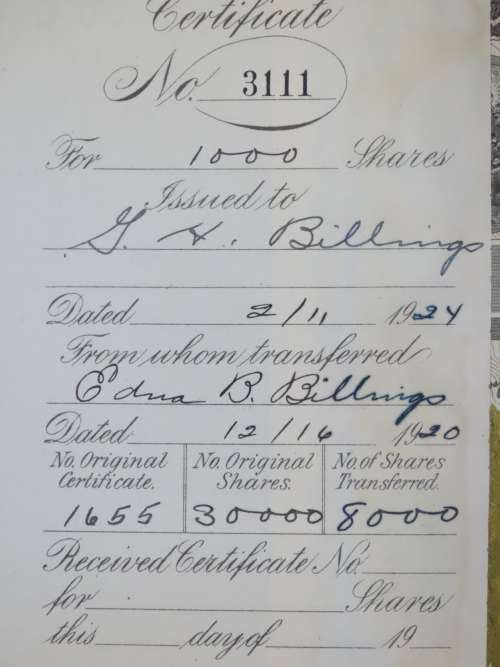 Certificate
No. 3111
For 1000 Shares
Issued to
G. H. Billings
Dated 2/11 1924
From whom transferred
Edna B. Billings
Dated 12/16 1920
No. Original Certificate. No. Original Shares. No. of Shares Transferred.
1655 30000 8000
Received Certificate No.
for Shares
this day of 19